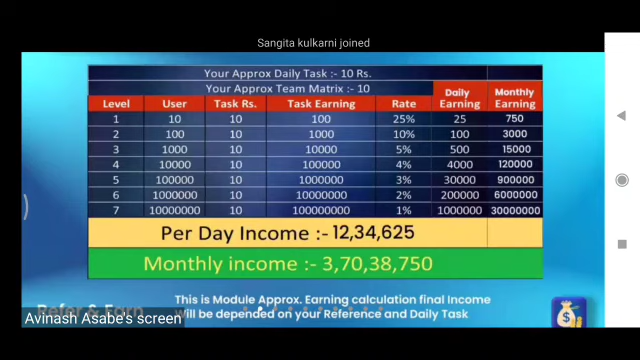 Sangita kulkarni joined
Your Approx Daily Task :- 10 Rs.
Your Approx Team Matrix :- 10
Level User Task Rs. Task Earning Rate Daily Earning Monthly Earning
1 10 10 100 25% 25 750
2 100 10 1000 10% 100 3000
3 1000 10 10000 5% 500 15000
4 10000 10 100000 4% 4000 120000
5 100000 10 1000000 3% 30000 900000
6 1000000 10 10000000 2% 200000 6000000
7 10000000 10 100000000 1% 1000000 30000000
Per Day Income :- 12,34,625
Monthly income :- 3,70,38,750
Refer & Earn
This is Module Approx. Earning calculation final Income
will be depended on your Reference and Daily Task
Avinash Asabe's screen